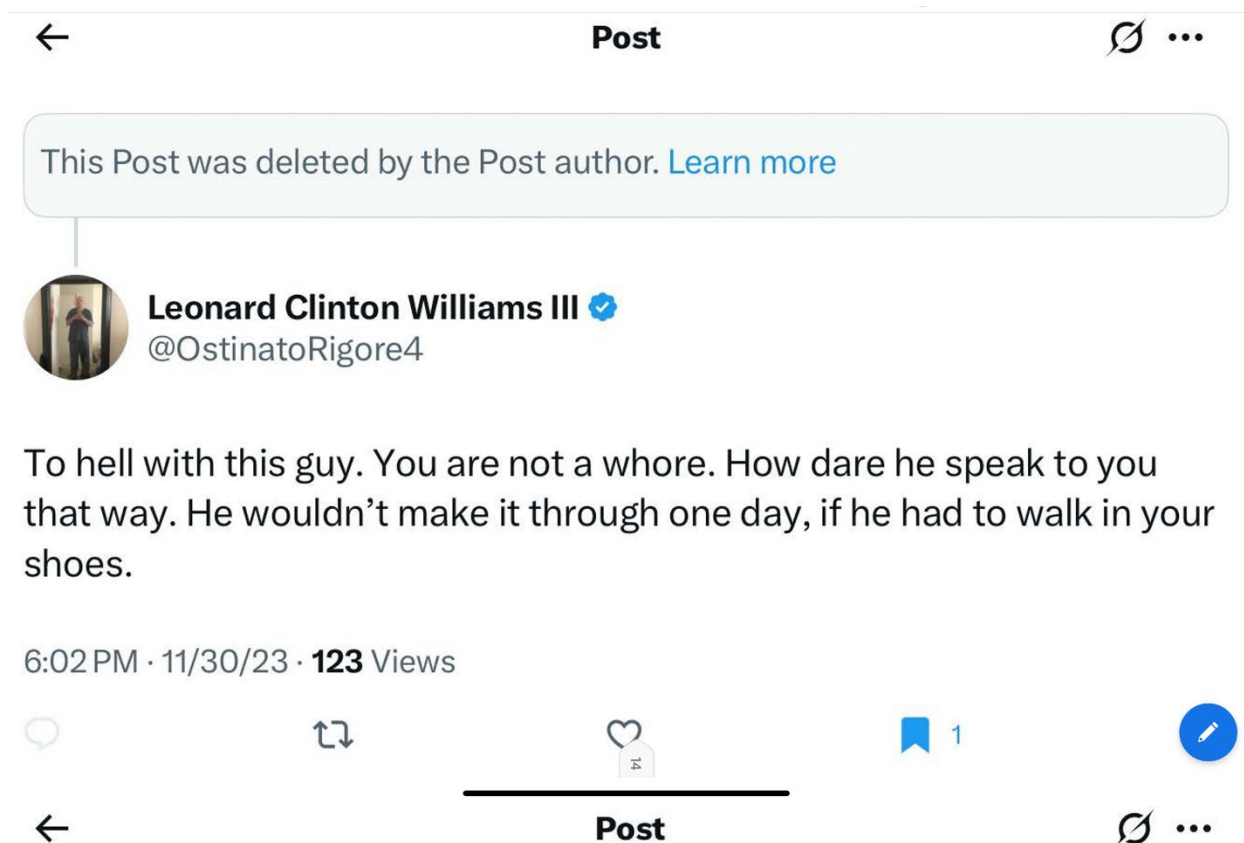 Post
This Post was deleted by the Post author. Learn more
Leonard Clinton Williams III
@OstinatoRigore4
To hell with this guy. You are not a whore. How dare he speak to you
that way. He wouldn’t make it through one day, if he had to walk in your
shoes.
6:02 PM · 11/30/23 · 123 Views
1
14
Post